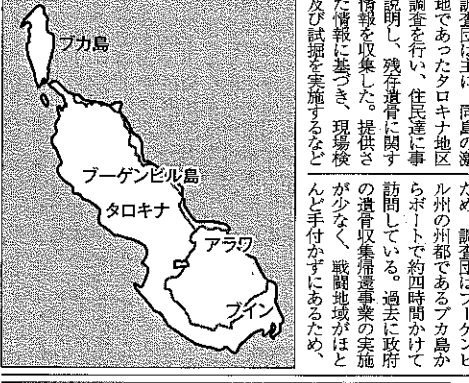 調査団は主に、同島の激
地であったタロキナ地区
調査を行い、住民達に事
説明し、残存遺骨に関す
情報を収集した。提供さ
た情報に基づき、現場検
及び試掘を実施するなど
ため、調査団はブーゲンビ
ル州の州都であるブカ島か
らボートで約四時間かけて
訪問している。過去に政府
の遺骨収集帰還事業の実施
が少なく、戦闘地域がほと
んど手付かずにあるため、
ブカ島
ブーゲンビル島
タロキナ
アラワ
ブイン